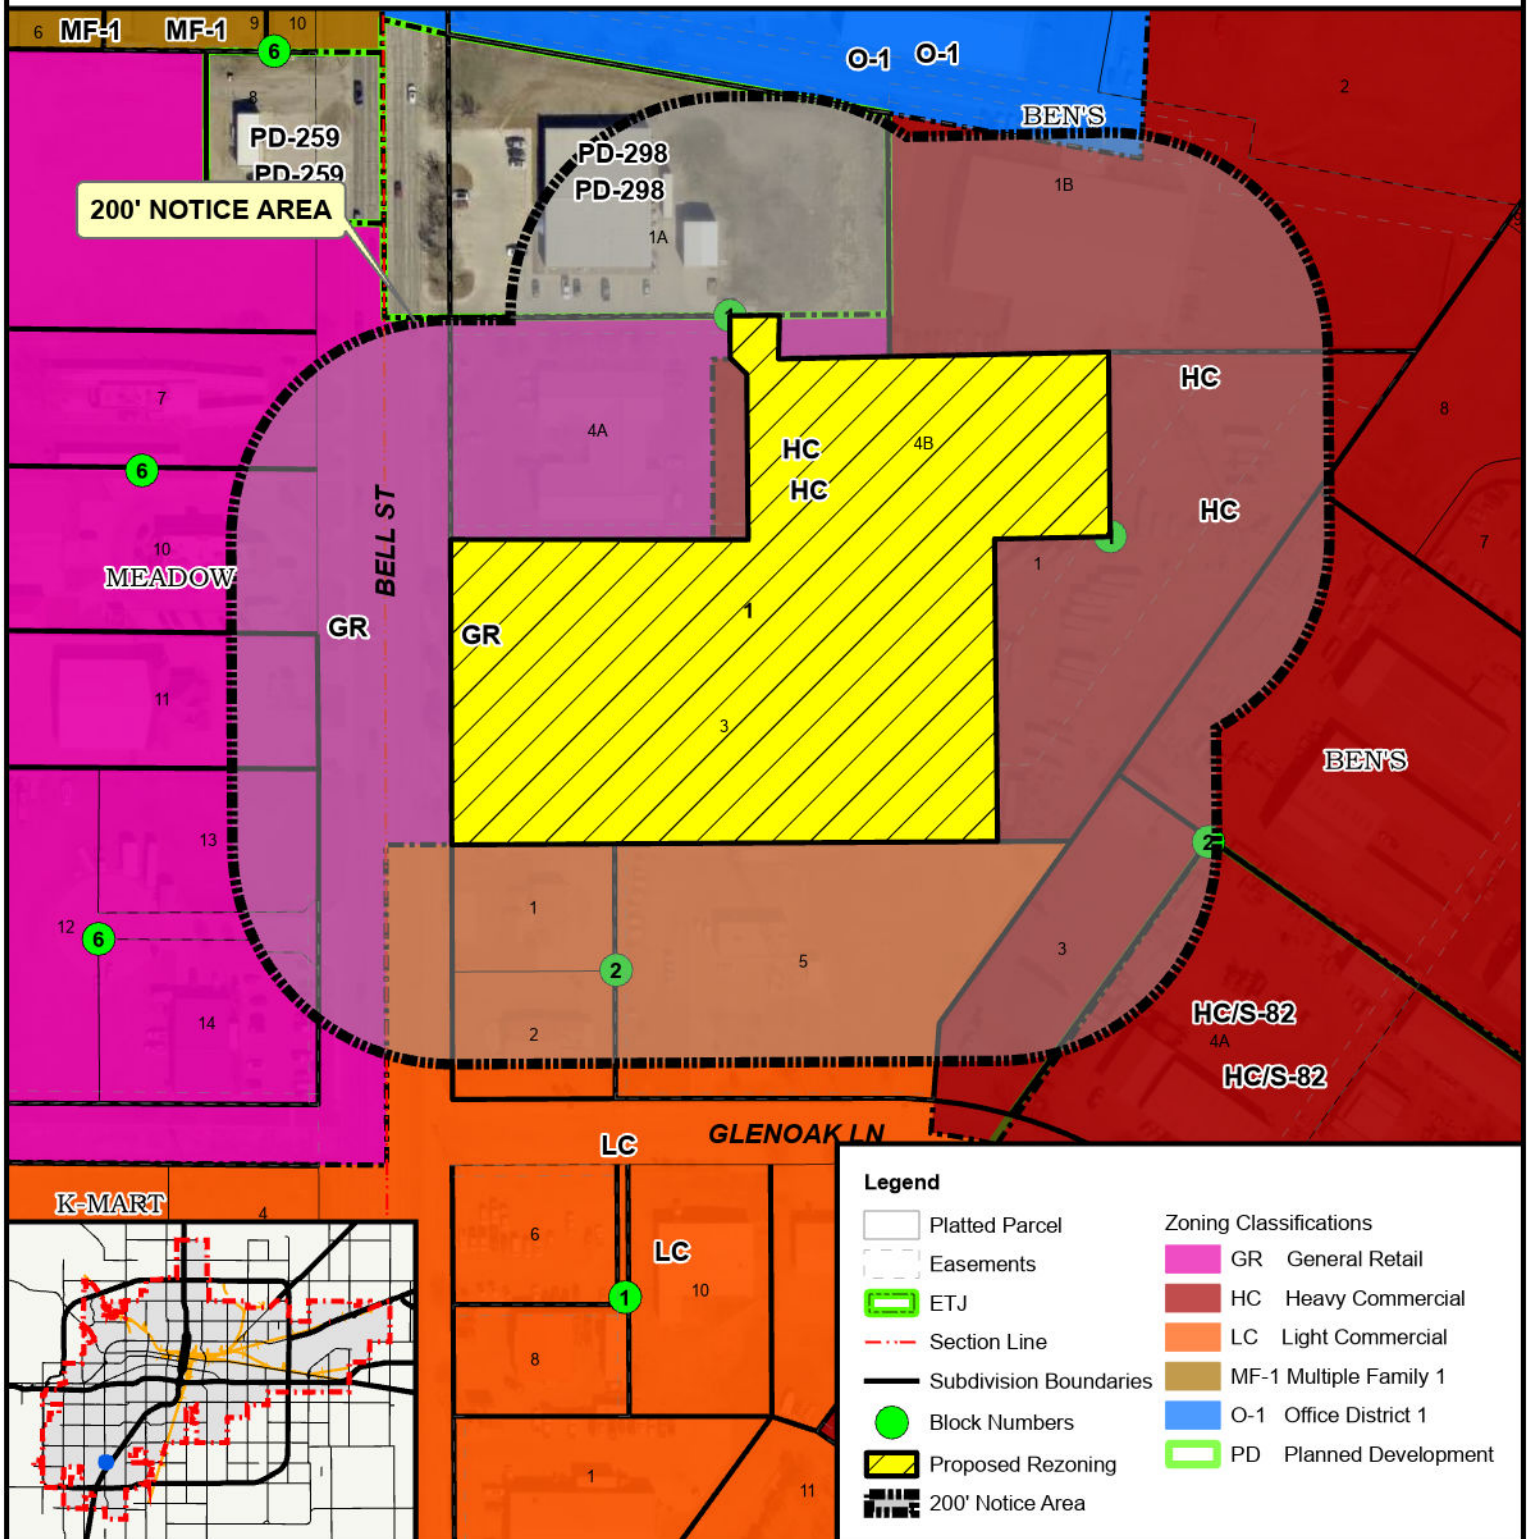 6
MF-1
MF-1
9
10
6
8
PD-259
PD-259
200' NOTICE AREA
O-1
O-1
BEN'S
2
PD-298
PD-298
1A
1B
7
6
10
MEADOW
11
13
12
6
14
BELL ST
GR
GR
4A
HC
HC
4B
1
3
HC
HC
8
7
1
BEN'S
2
1
2
2
5
3
HC/S-82
4A
HC/S-82
GLENOAK LN
LC
K-MART
4
6
LC
10
1
8
1
11
Legend
Platted Parcel
Easements
ETJ
Section Line
Subdivision Boundaries
Block Numbers
Proposed Rezoning
200' Notice Area
Zoning Classifications
GR General Retail
HC Heavy Commercial
LC Light Commercial
MF-1 Multiple Family 1
O-1 Office District 1
PD Planned Development